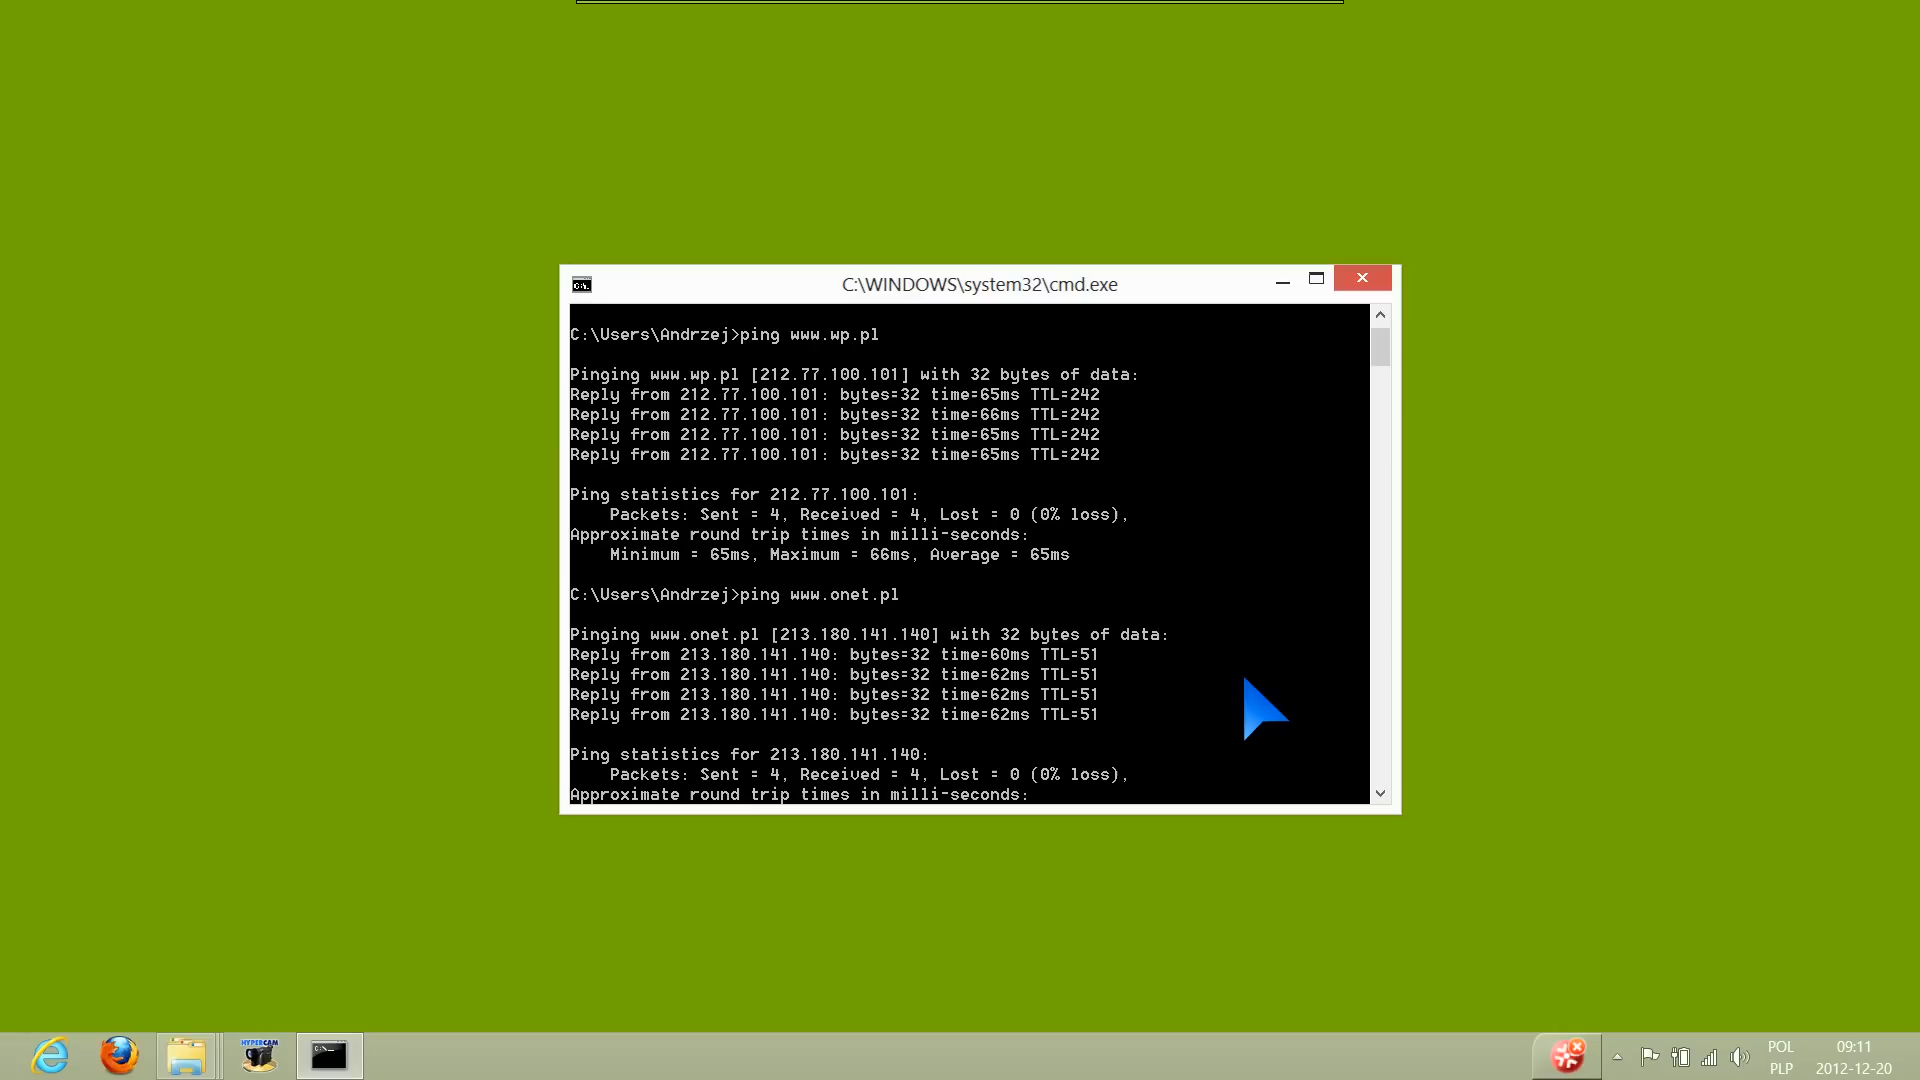 C:\WINDOWS\system32\cmd.exe
C:\Users\Andrzej>ping www.wp.pl
Pinging www.wp.pl [212.77.100.101] with 32 bytes of data:
Reply from 212.77.100.101: bytes=32 time=65ms TTL=242
Reply from 212.77.100.101: bytes=32 time=66ms TTL=242
Reply from 212.77.100.101: bytes=32 time=65ms TTL=242
Reply from 212.77.100.101: bytes=32 time=65ms TTL=242
Ping statistics for 212.77.100.101:
Packets: Sent = 4, Received = 4, Lost = 0 (0% loss),
Approximate round trip times in milli-seconds:
Minimum = 65ms, Maximum = 66ms, Average = 65ms
C:\Users\Andrzej>ping www.onet.pl
Pinging www.onet.pl [213.180.141.140] with 32 bytes of data:
Reply from 213.180.141.140: bytes=32 time=60ms TTL=51
Reply from 213.180.141.140: bytes=32 time=62ms TTL=51
Reply from 213.180.141.140: bytes=32 time=62ms TTL=51
Reply from 213.180.141.140: bytes=32 time=62ms TTL=51
Ping statistics for 213.180.141.140:
Packets: Sent = 4, Received = 4, Lost = 0 (0% loss),
Approximate round trip times in milli-seconds:
HYPERCAM
POL 09:11
PLP 2012-12-20